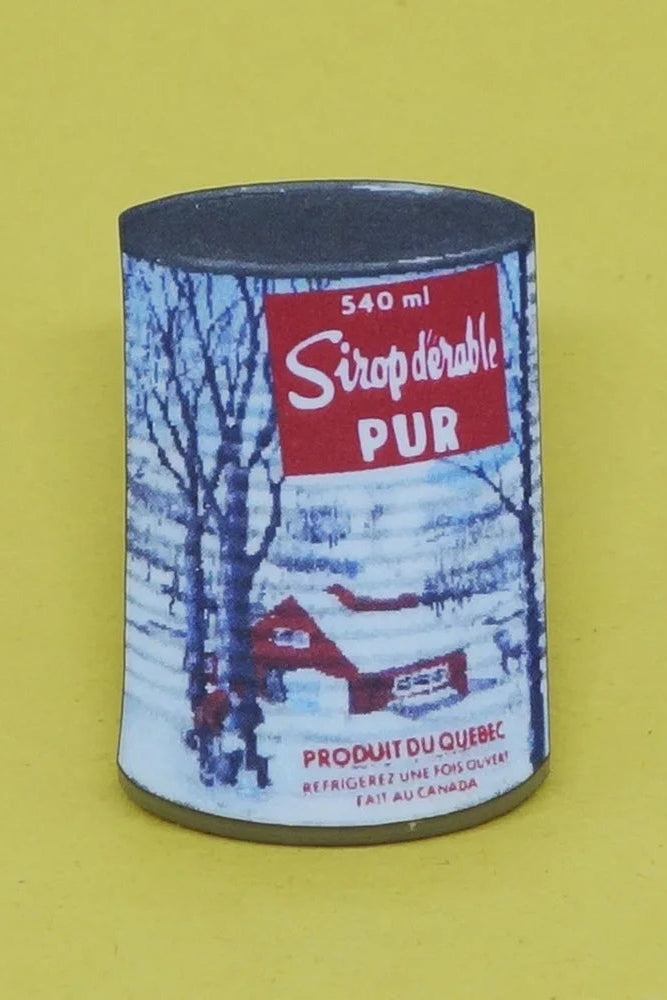 540 ml
Sirop d'érable
PUR
PRODUIT DU QUEBEC
REFRIGEREZ UNE FOIS OUVERT
FAIT AU CANADA